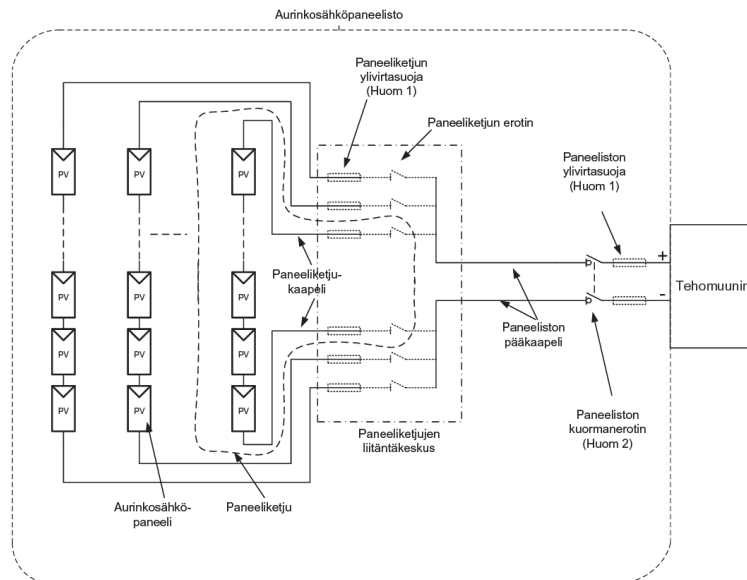 Aurinkosähköpaneelisto
Paneeliketjun
ylivirtasuoja
(Huom 1)
Paneeliketjun erotin
Paneeliston
ylivirtasuoja
(Huom 1)
PV
PV
PV
Paneeliketju-
kaapeli
+
-
Tehomuunin
PV
PV
PV
Paneeliston
pääkaapeli
PV
PV
PV
PV
PV
PV
Paneeliston
kuormanerotin
(Huom 2)
Paneeliketjujen
liitäntäkeskus
Aurinkosähkö-
paneeli
Paneeliketju